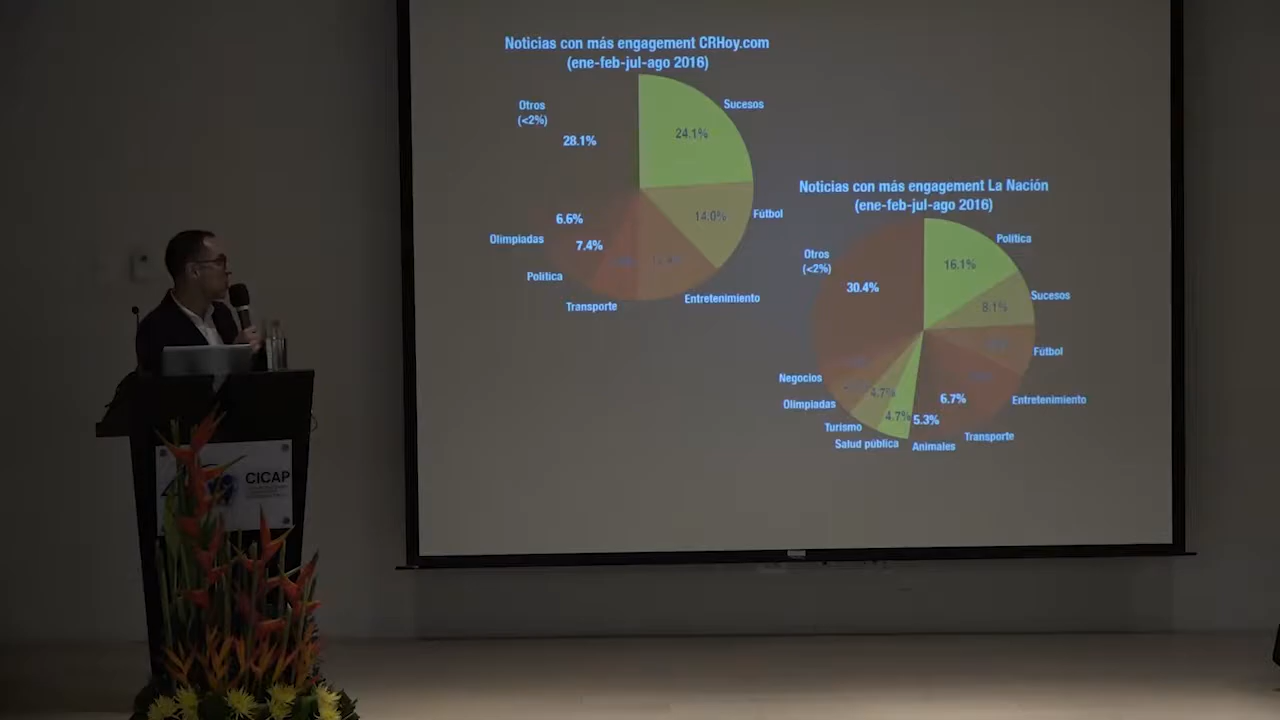 Noticias con más engagement CRHoy.com
(ene-feb-jul-ago 2016)
Otros
(<2%)
28.1%
Sucesos
24.1%
14.0%
Fútbol
6.6%
Olimpiadas
7.4%
Política
Transporte
Entretenimiento
Noticias con más engagement La Nación
(ene-feb-jul-ago 2016)
Otros
(<2%)
30.4%
Política
16.1%
Sucesos
8.1%
Fútbol
Negocios
Olimpiadas
4.7%
Turismo
4.7%
Salud pública
5.3%
Animales
6.7%
Transporte
Entretenimiento
CICAP